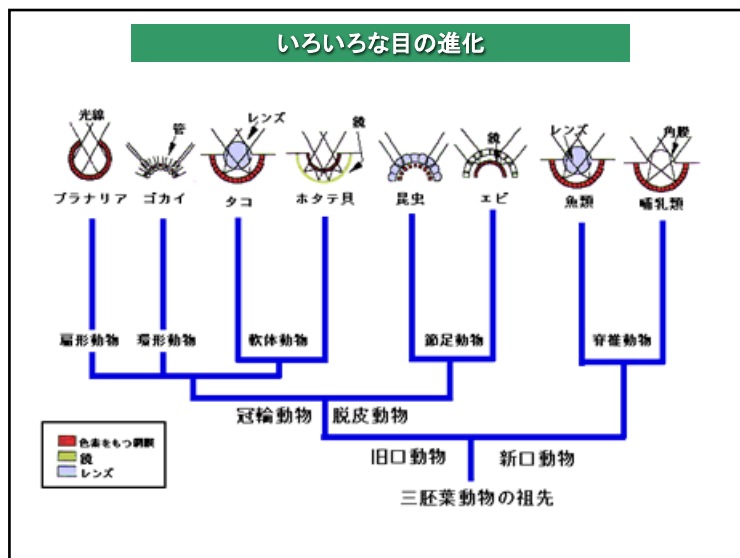 いろいろな目の進化
光線
管
レンズ
鏡
鏡
レンズ
角膜
プラナリア
ゴカイ
タコ
ホタテ貝
昆虫
エビ
魚類
哺乳類
扁形動物
環形動物
軟体動物
節足動物
脊椎動物
冠輪動物
脱皮動物
旧口動物
新口動物
三胚葉動物の祖先
色素をもつ網膜
鏡
レンズ